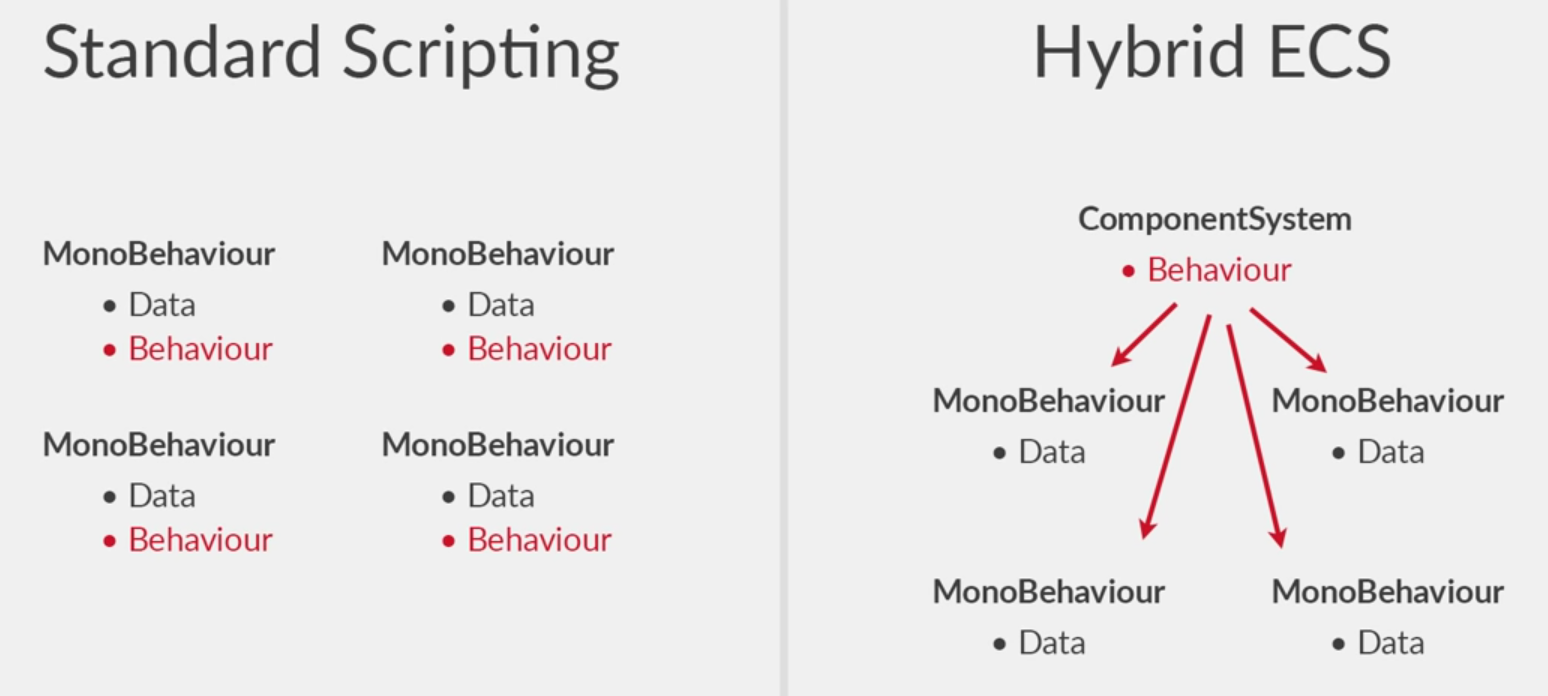 Standard Scripting
MonoBehaviour
• Data
• Behaviour
MonoBehaviour
• Data
• Behaviour
MonoBehaviour
• Data
• Behaviour
MonoBehaviour
• Data
• Behaviour
Hybrid ECS
ComponentSystem
• Behaviour
MonoBehaviour
• Data
MonoBehaviour
• Data
MonoBehaviour
• Data
MonoBehaviour
• Data